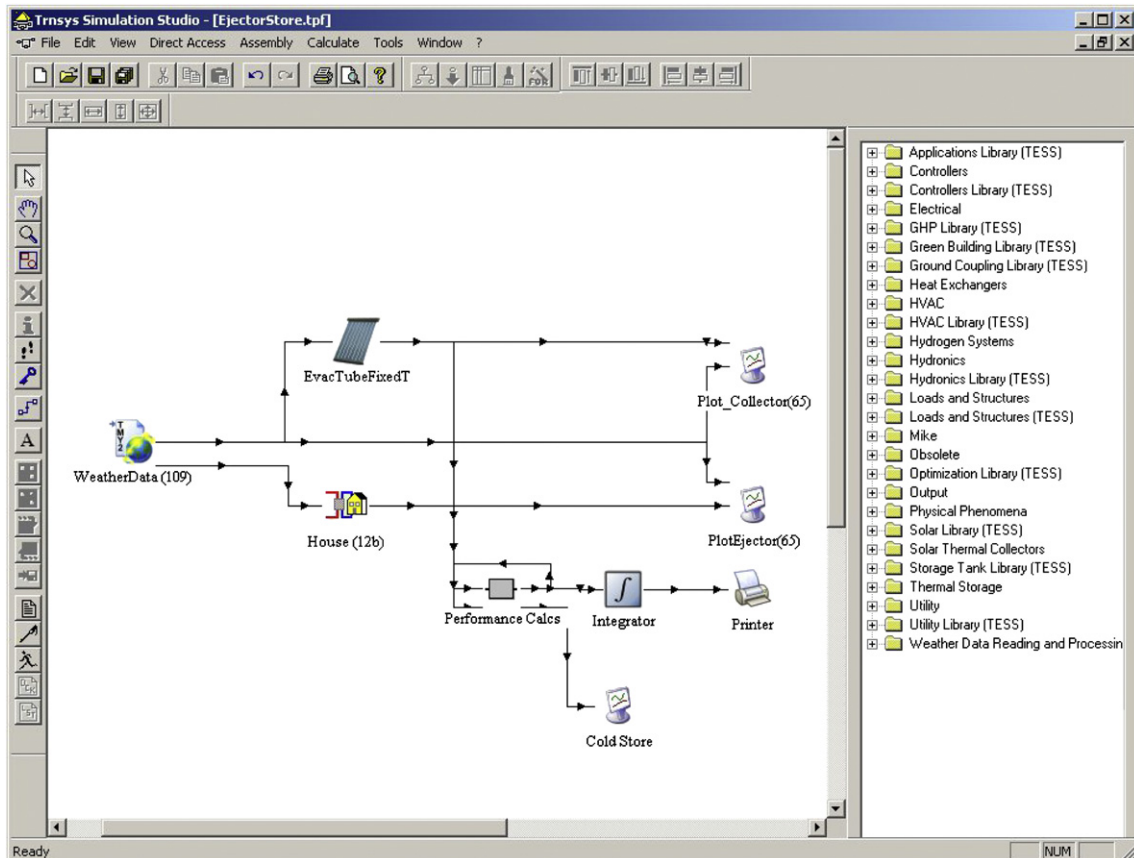 Trnsys Simulation Studio - [EjectorStore.tpf]
File Edit View Direct Access Assembly Calculate Tools Window ?
FOR
A
EvacTubeFixedT
Plot_Collector(65)
TMY2
WeatherData (109)
House (12b)
PlotEjector(65)
Performance Calcs
Integrator
Printer
Cold Store
Applications Library (TESS)
Controllers
Controllers Library (TESS)
Electrical
GHP Library (TESS)
Green Building Library (TESS)
Ground Coupling Library (TESS)
Heat Exchangers
HVAC
HVAC Library (TESS)
Hydrogen Systems
Hydronics
Hydronics Library (TESS)
Loads and Structures
Loads and Structures (TESS)
Mike
Obsolete
Optimization Library (TESS)
Output
Physical Phenomena
Solar Library (TESS)
Solar Thermal Collectors
Storage Tank Library (TESS)
Thermal Storage
Utility
Utility Library (TESS)
Weather Data Reading and Processin
Ready
NUM